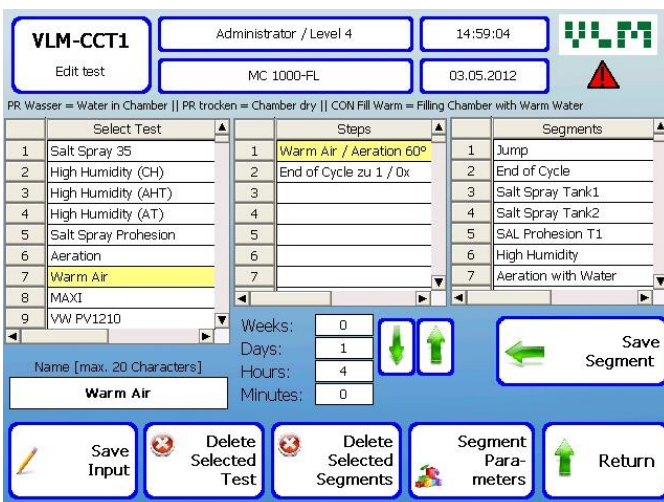 VLM-CCT1
Edit test
Administrator / Level 4
14:59:04
VLM
MC 1000-FL
03.05.2012
PR Wasser = Water in Chamber || PR trocken = Chamber dry || CON Fill Warm = Filling Chamber with Warm Water
Select Test
1 Salt Spray 35
2 High Humidity (CH)
3 High Humidity (AHT)
4 High Humidity (AT)
5 Salt Spray Prohesion
6 Aeration
7 Warm Air
8 MAXI
9 VW PV1210
Steps
1 Warm Air / Aeration 60°
2 End of Cycle zu 1 / 0x
3
4
5
6
7
Segments
1 Jump
2 End of Cycle
3 Salt Spray Tank1
4 Salt Spray Tank2
5 SAL Prohesion T1
6 High Humidity
7 Aeration with Water
Name [max. 20 Characters]
Warm Air
Weeks: 0
Days: 1
Hours: 4
Minutes: 0
Save
Segment
Save
Input
Delete
Selected
Test
Delete
Selected
Segments
Segment
Para-
meters
Return